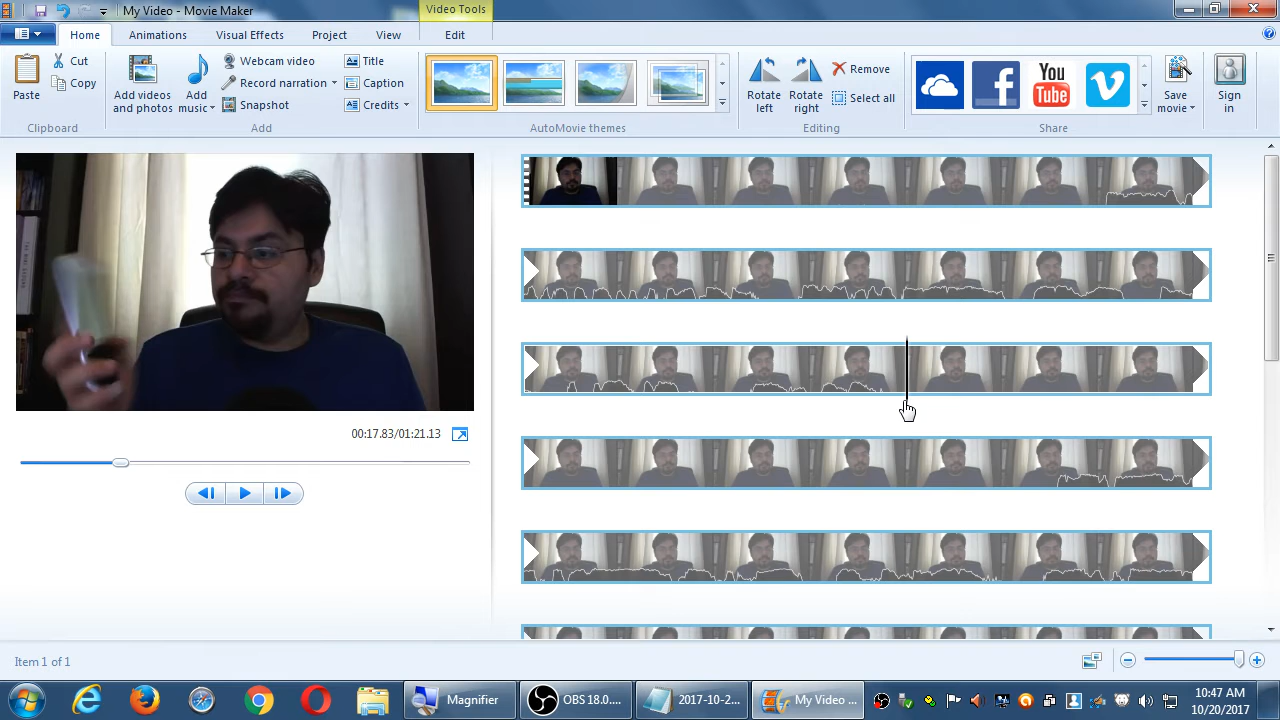 My Video - Movie Maker
Video Tools
Home
Animations
Visual Effects
Project
View
Edit
Paste
Cut
Copy
Clipboard
Add videos
and photos
Add
music
Webcam video
Record narration
Snapshot
Title
Caption
Credits
Add
AutoMovie themes
Rotate
left
Rotate
right
Remove
Select all
Editing
You
Tube
Share
Save
movie
Sign
in
00:17.83/01:21.13
Item 1 of 1
Magnifier
OBS 18.0....
2017-10-2...
My Video ...
10:47 AM
10/20/2017